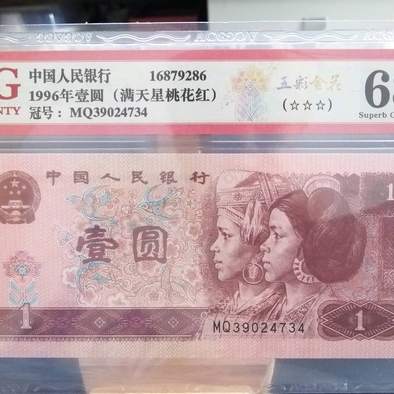 中国人民银行 16879286
1996年壹圆（满天星桃花红）
冠号： MQ39024734
五彩金花
(☆☆☆)
Superb
中国人民银行
壹圆
1
MQ39024734
1